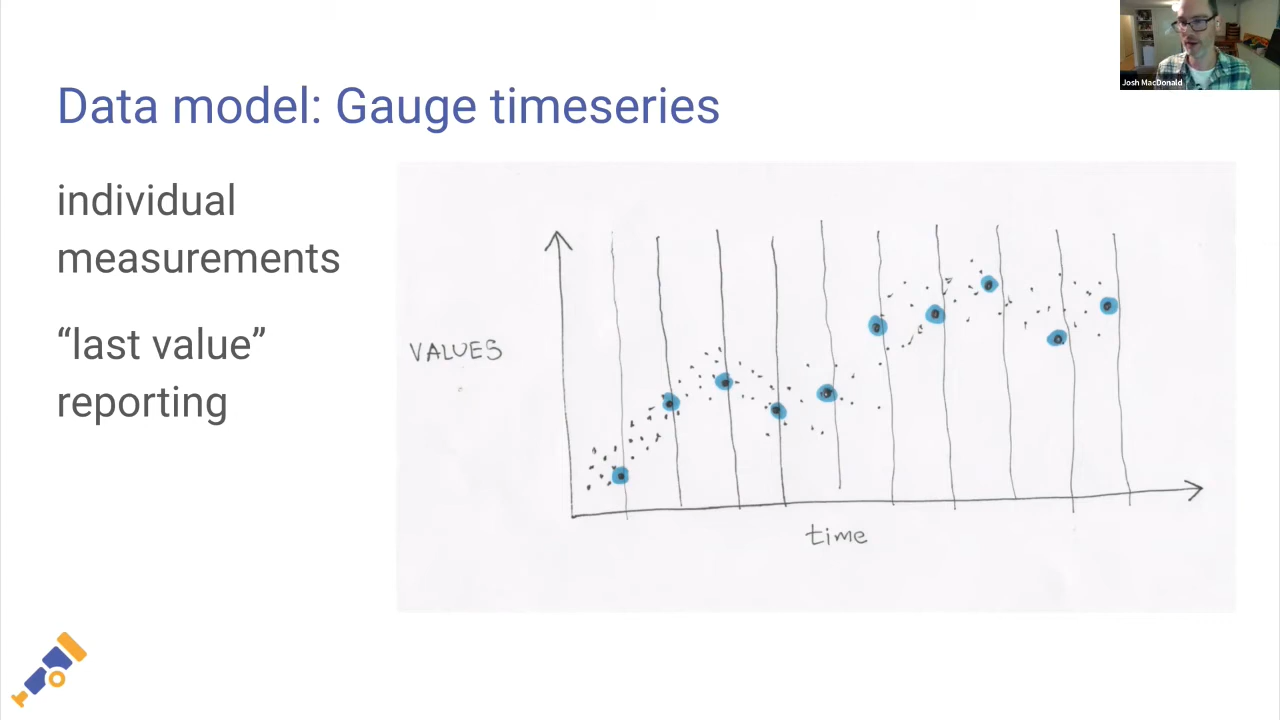 Josh MacDonald
Data model: Gauge timeseries
individual
measurements
“last value”
reporting
VALUES
time